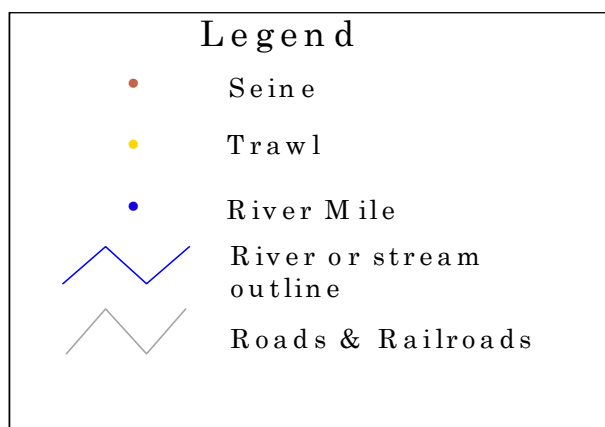 Legend
Seine
Trawl
River Mile
River or stream
outline
Roads & Railroads